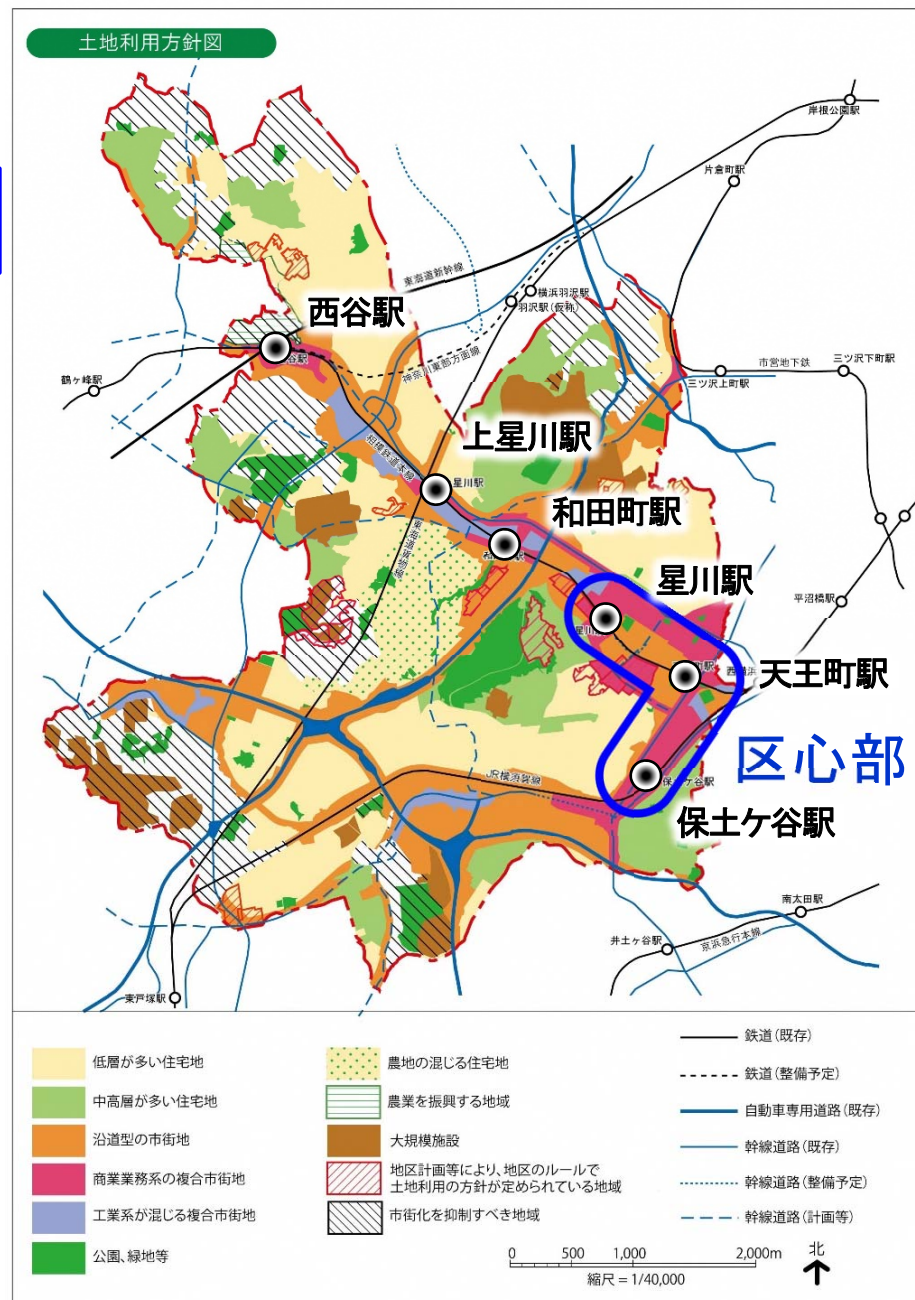 土地利用方針図
岸根公園駅
片倉町駅
東海道新幹線
横浜羽沢駅
羽沢駅(仮称)
西谷駅
谷駅
神奈川東部方面線
鶴ヶ峰駅
市営地下鉄
三ツ沢下町駅
三ツ沢上町駅
上星川駅
相模鉄道本線
星川駅
和田町駅
東海道貨物線
星川駅
平沼橋駅
町駅
天王町駅
区心部
JR横須賀線
保土ケ谷駅
保土ケ谷駅
南太田駅
井土ヶ谷駅
京浜急行本線
東戸塚駅
低層が多い住宅地
中高層が多い住宅地
沿道型の市街地
商業業務系の複合市街地
工業系が混じる複合市街地
公園、緑地等
農地の混じる住宅地
農業を振興する地域
大規模施設
地区計画等により、地区のルールで
土地利用の方針が定められている地域
市街化を抑制すべき地域
鉄道(既存)
鉄道(整備予定)
自動車専用道路(既存)
幹線道路(既存)
幹線道路(整備予定)
幹線道路(計画等)
0 500 1,000 2,000m
縮尺 = 1/40,000
北